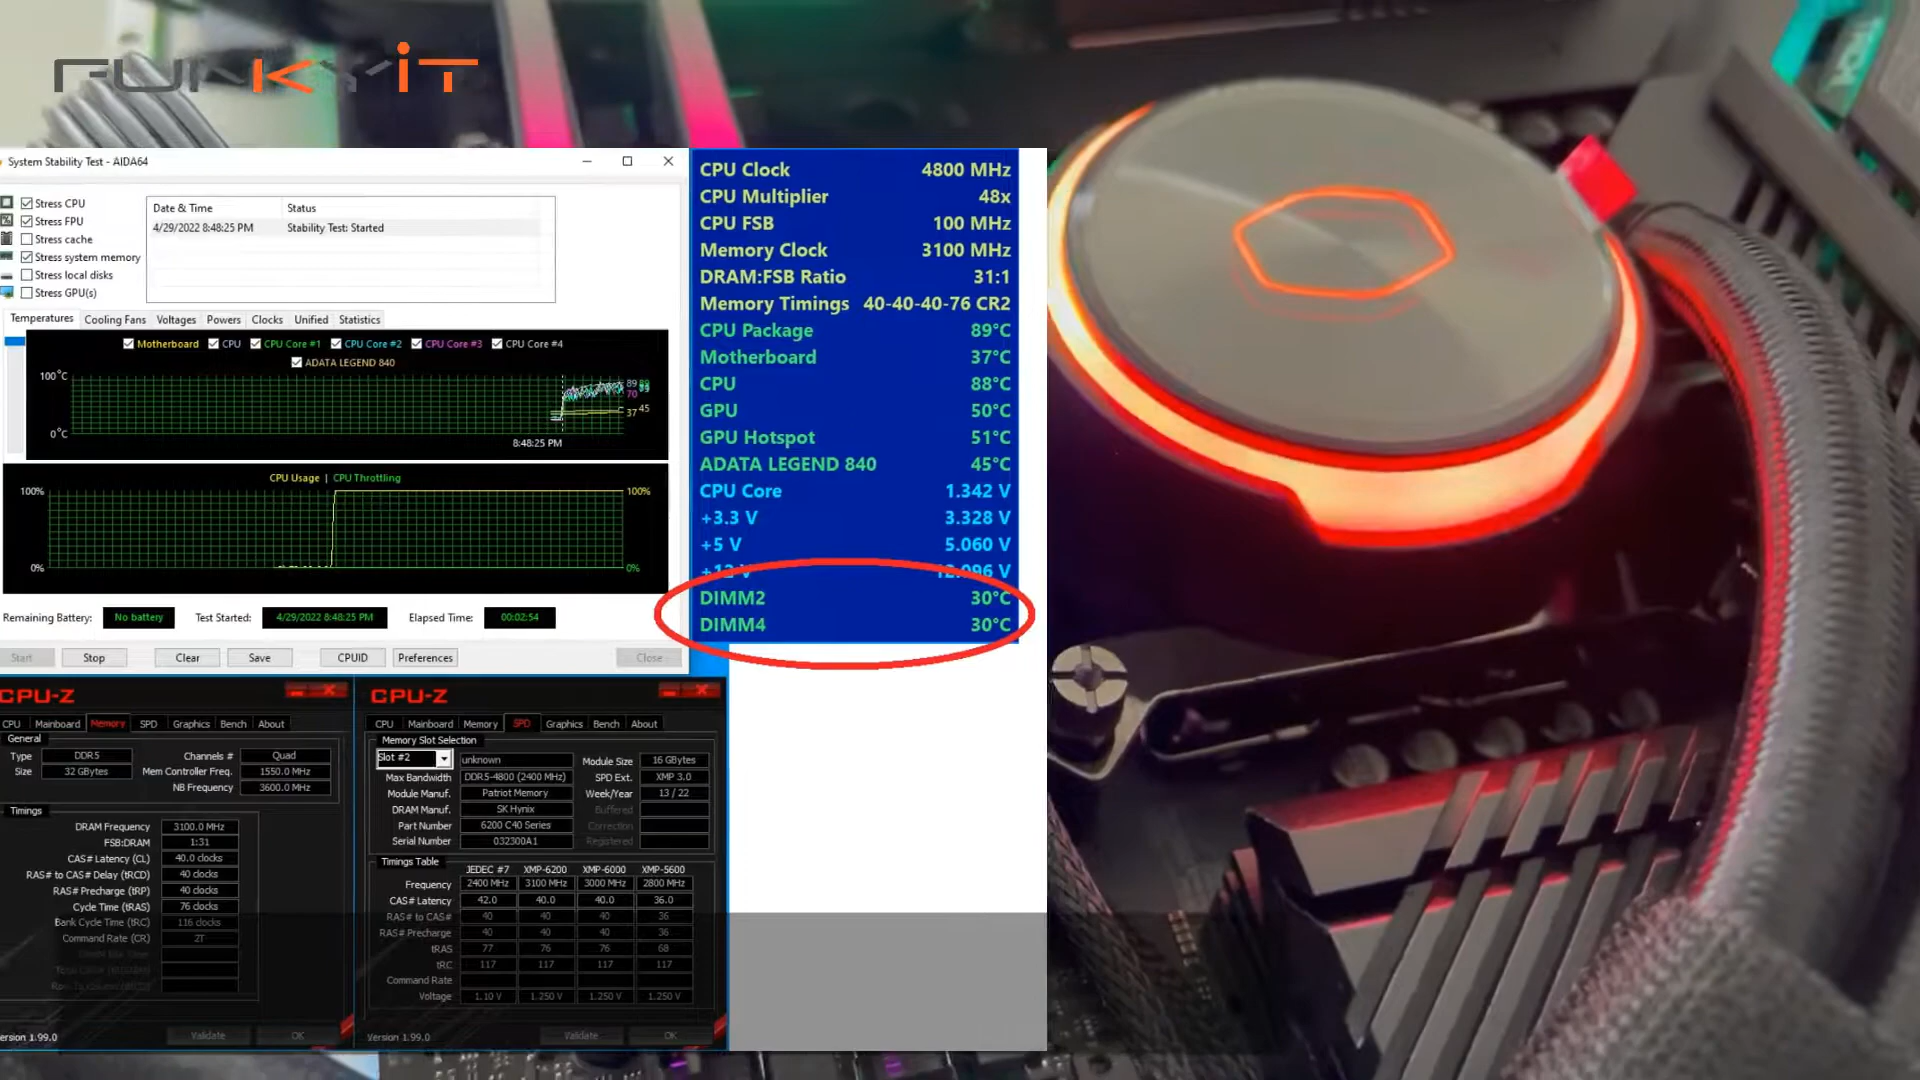 FUNKYiT
System Stability Test - AIDA64
Stress CPU
Stress FPU
Stress cache
Stress system memory
Stress local disks
Stress GPU(s)
Date & Time Status
4/29/2022 8:48:25 PM Stability Test: Started
Temperatures Cooling Fans Voltages Powers Clocks Unified Statistics
Motherboard CPU CPU Core #1 CPU Core #2 CPU Core #3 CPU Core #4
ADATA LEGEND 840
100°C
0°C
70
37 45
8:48:25 PM
CPU Usage | CPU Throttling
100% 100%
0% 0%
Remaining Battery: No battery Test Started: 4/29/2022 8:48:25 PM Elapsed Time: 00:02:54
Start Stop Clear Save CPUID Preferences Close
CPU Clock 4800 MHz
CPU Multiplier 48x
CPU FSB 100 MHz
Memory Clock 3100 MHz
DRAM:FSB Ratio 31:1
Memory Timings 40-40-40-76 CR2
CPU Package 89°C
Motherboard 37°C
CPU 88°C
GPU 50°C
GPU Hotspot 51°C
ADATA LEGEND 840 45°C
CPU Core 1.342 V
+3.3 V 3.328 V
+5 V 5.060 V
+12 V 12.096 V
DIMM2 30°C
DIMM4 30°C
CPU-Z
CPU Mainboard Memory SPD Graphics Bench About
General
Type DDR5 Channels # Quad
Size 32 GBytes Mem Controller Freq. 1550.0 MHz
NB Frequency 3600.0 MHz
Timings
DRAM Frequency 3100.0 MHz
FSB:DRAM 1:31
CAS# Latency (CL) 40.0 clocks
RAS# to CAS# Delay (tRCD) 40 clocks
RAS# Precharge (tRP) 40 clocks
Cycle Time (tRAS) 76 clocks
Bank Cycle Time (tRC) 116 clocks
Command Rate (CR) 2T
ersion 1.99.0 Validate OK
CPU-Z
CPU Mainboard Memory SPD Graphics Bench About
Memory Slot Selection
Slot #2 unknown Module Size 16 GBytes
Max Bandwidth DDR5-4800 (2400 MHz) SPD Ext. XMP 3.0
Module Manuf. Patriot Memory Week/Year 13 / 22
DRAM Manuf. SK Hynix Buffered
Part Number 6200 C40 Series Correction
Serial Number 032300A1 Registered
Timings Table
JEDEC #7 XMP-6200 XMP-6000 XMP-5600
Frequency 2400 MHz 3100 MHz 3000 MHz 2800 MHz
CAS# Latency 42.0 40.0 40.0 36.0
RAS# to CAS# 40 40 40 36
RAS# Precharge 40 40 40 36
tRAS 77 76 76 68
tRC 117 117 117 117
Command Rate
Voltage 1.10 V 1.250 V 1.250 V 1.250 V
Version 1.99.0 Validate OK